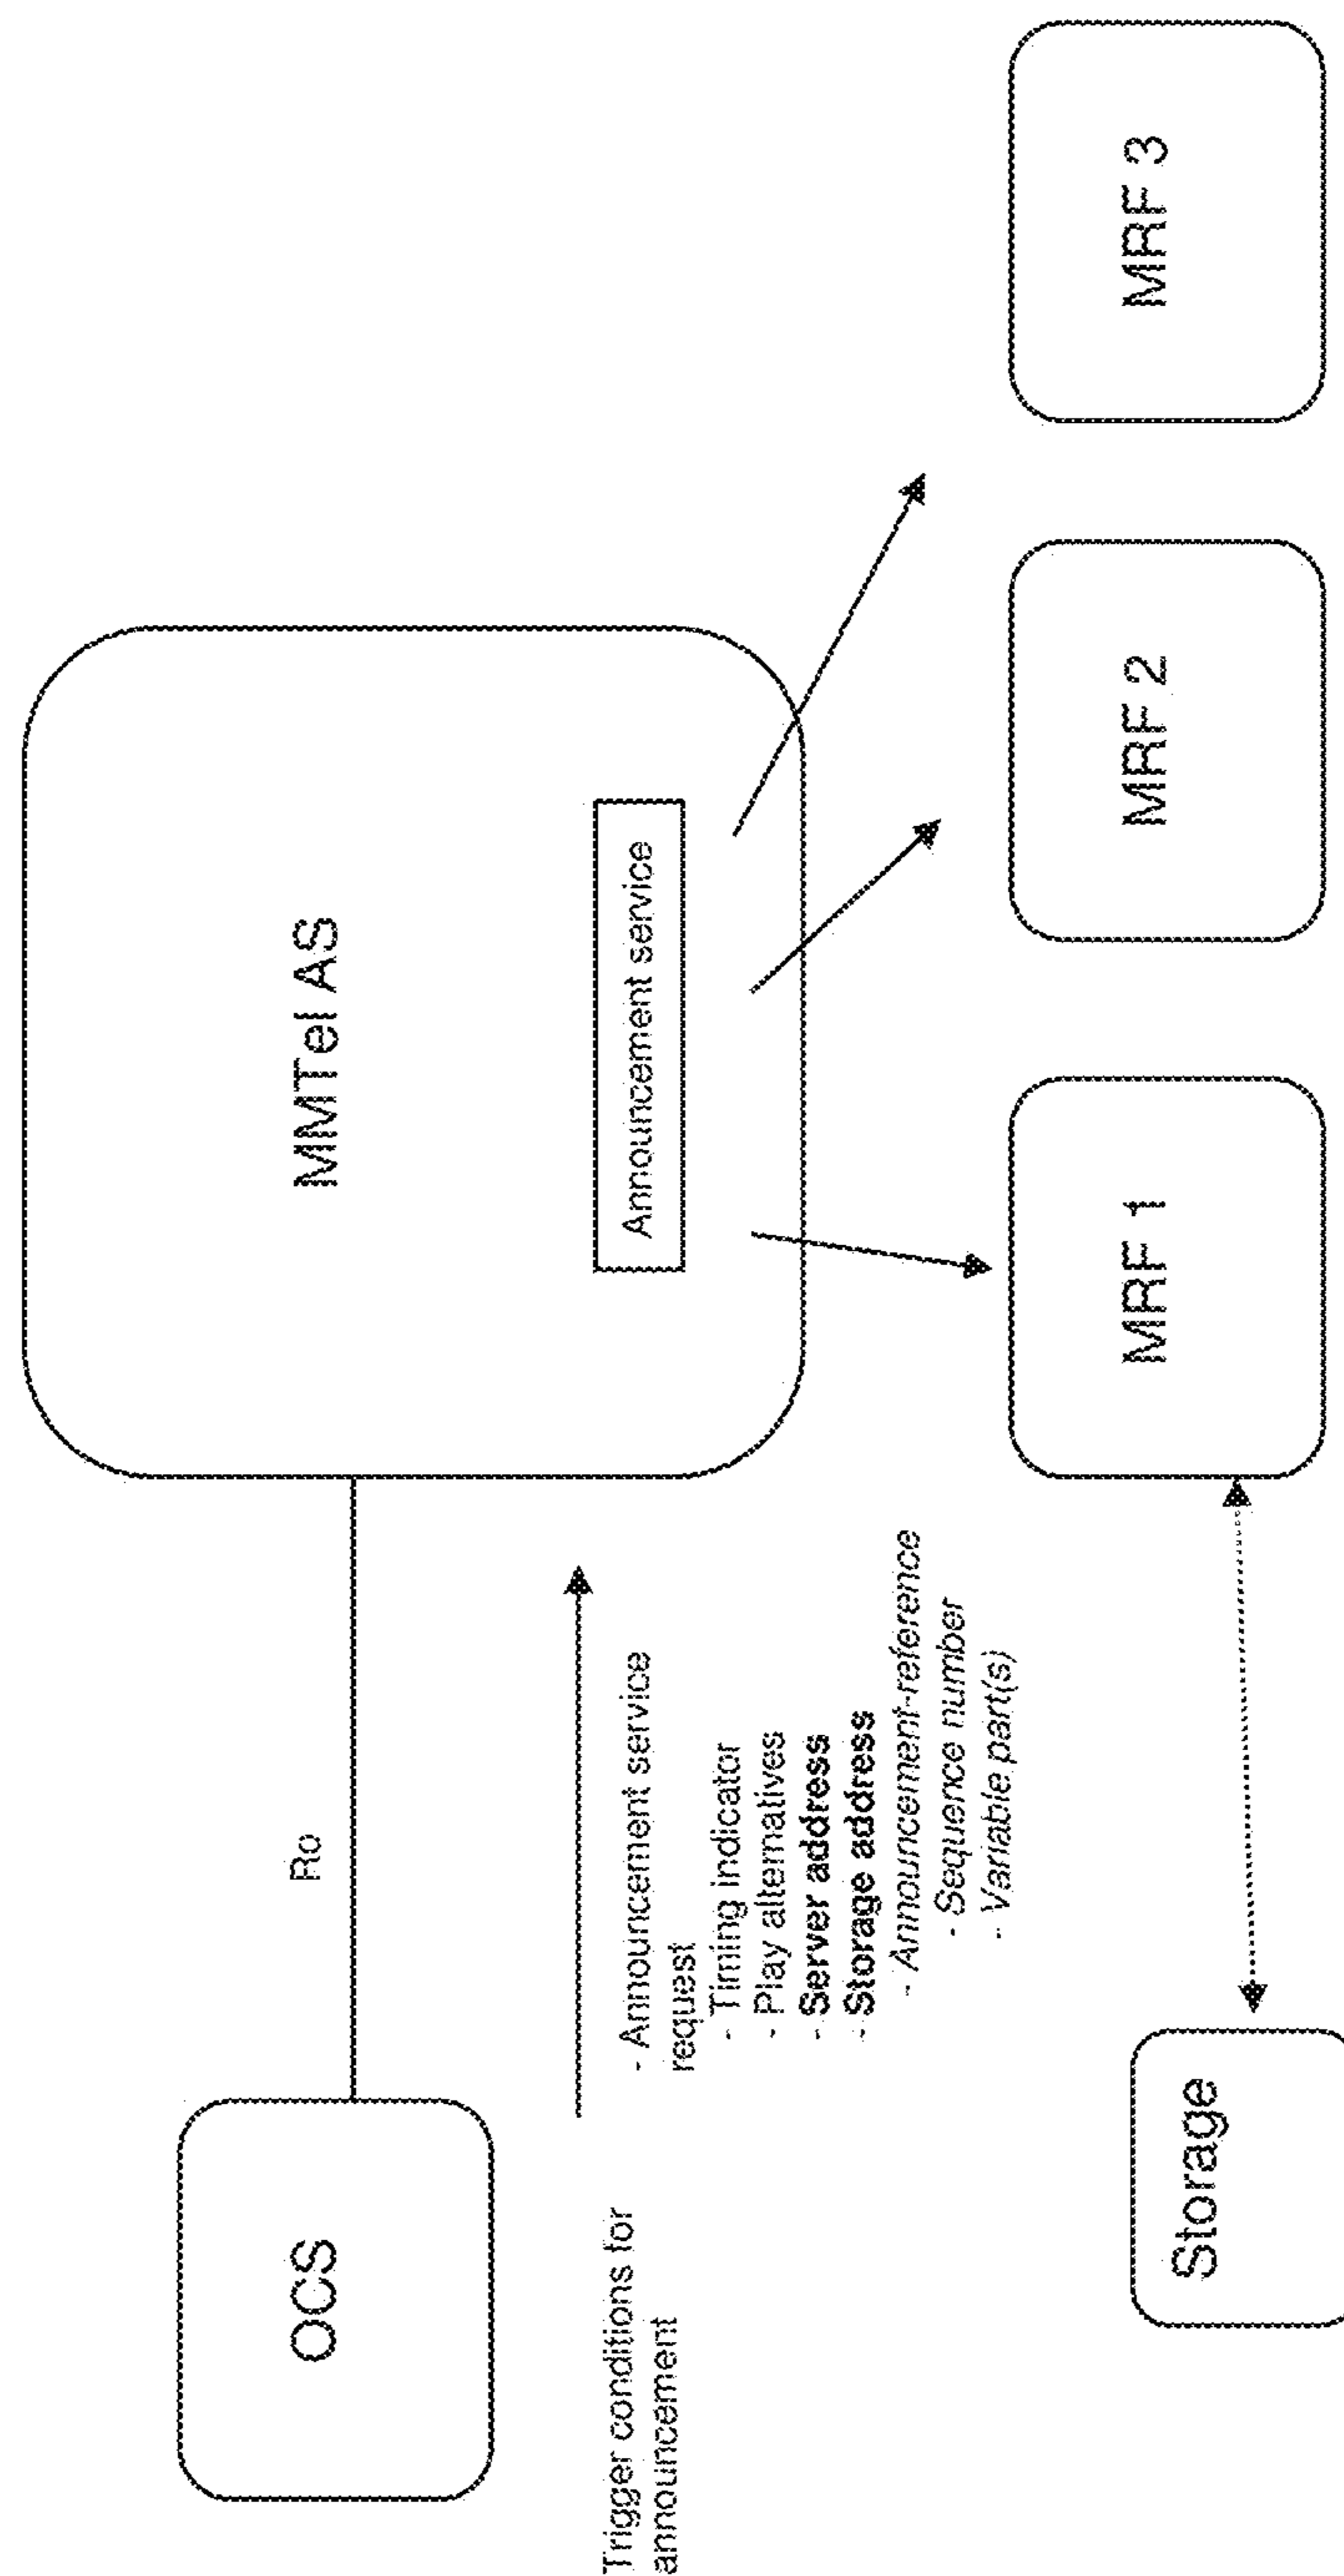 OCS
Ro
MMTel AS
Trigger conditions for
announcement
- Announcement service
request
- Timing indicator
- Play alternatives
- Server address
- Storage address
- Announcement-reference
- Sequence number
- Variable part(s)
Announcement service
Storage
MRF 1
MRF 2
MRF 3